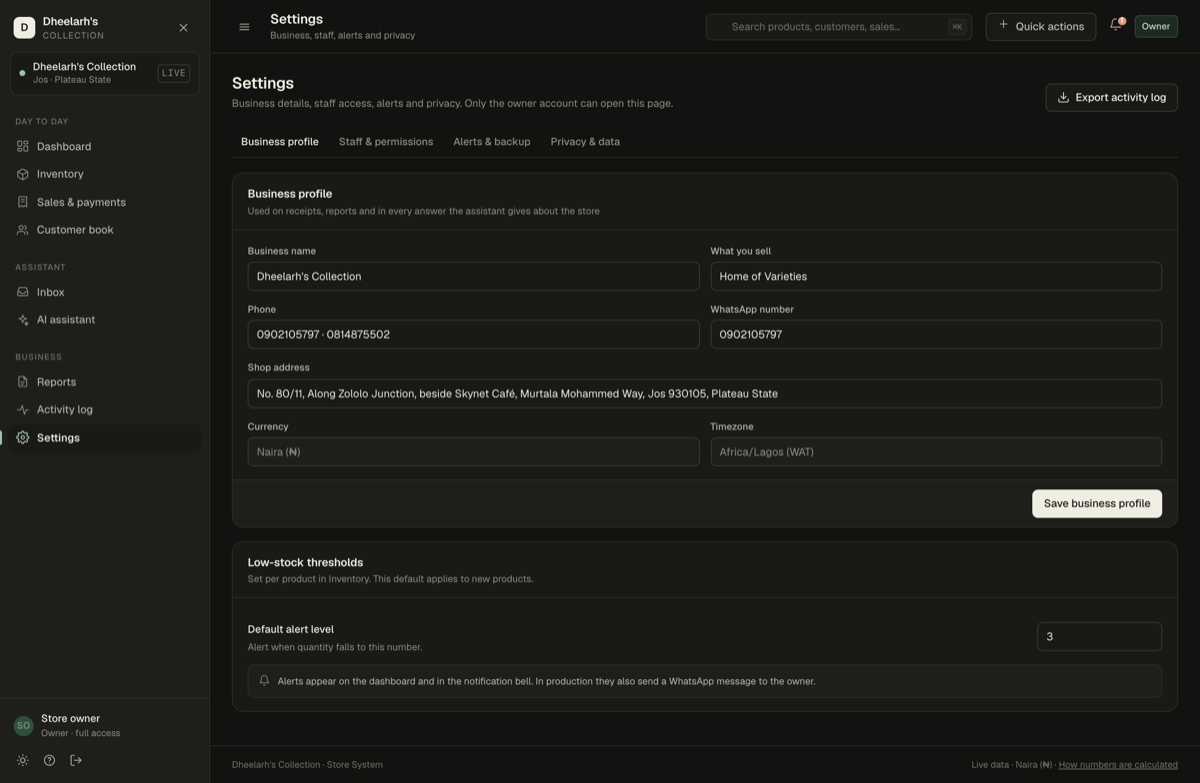 D
Dheelarh's
COLLECTION
Dheelarh's Collection
Jos · Plateau State
LIVE
DAY TO DAY
Dashboard
Inventory
Sales & payments
Customer book
ASSISTANT
Inbox
AI assistant
BUSINESS
Reports
Activity log
Settings
SO
Store owner
Owner · full access
Settings
Business, staff, alerts and privacy
Search products, customers, sales...
⌘K
Quick actions
1
Owner
Settings
Business details, staff access, alerts and privacy. Only the owner account can open this page.
Export activity log
Business profile
Staff & permissions
Alerts & backup
Privacy & data
Business profile
Used on receipts, reports and in every answer the assistant gives about the store
Business name
What you sell
Dheelarh's Collection
Home of Varieties
Phone
WhatsApp number
0902105797 · 0814875502
0902105797
Shop address
No. 80/11, Along Zololo Junction, beside Skynet Café, Murtala Mohammed Way, Jos 930105, Plateau State
Currency
Timezone
Naira (₦)
Africa/Lagos (WAT)
Save business profile
Low-stock thresholds
Set per product in Inventory. This default applies to new products.
Default alert level
Alert when quantity falls to this number.
3
Alerts appear on the dashboard and in the notification bell. In production they also send a WhatsApp message to the owner.
Dheelarh's Collection · Store System
Live data · Naira (₦) · How numbers are calculated